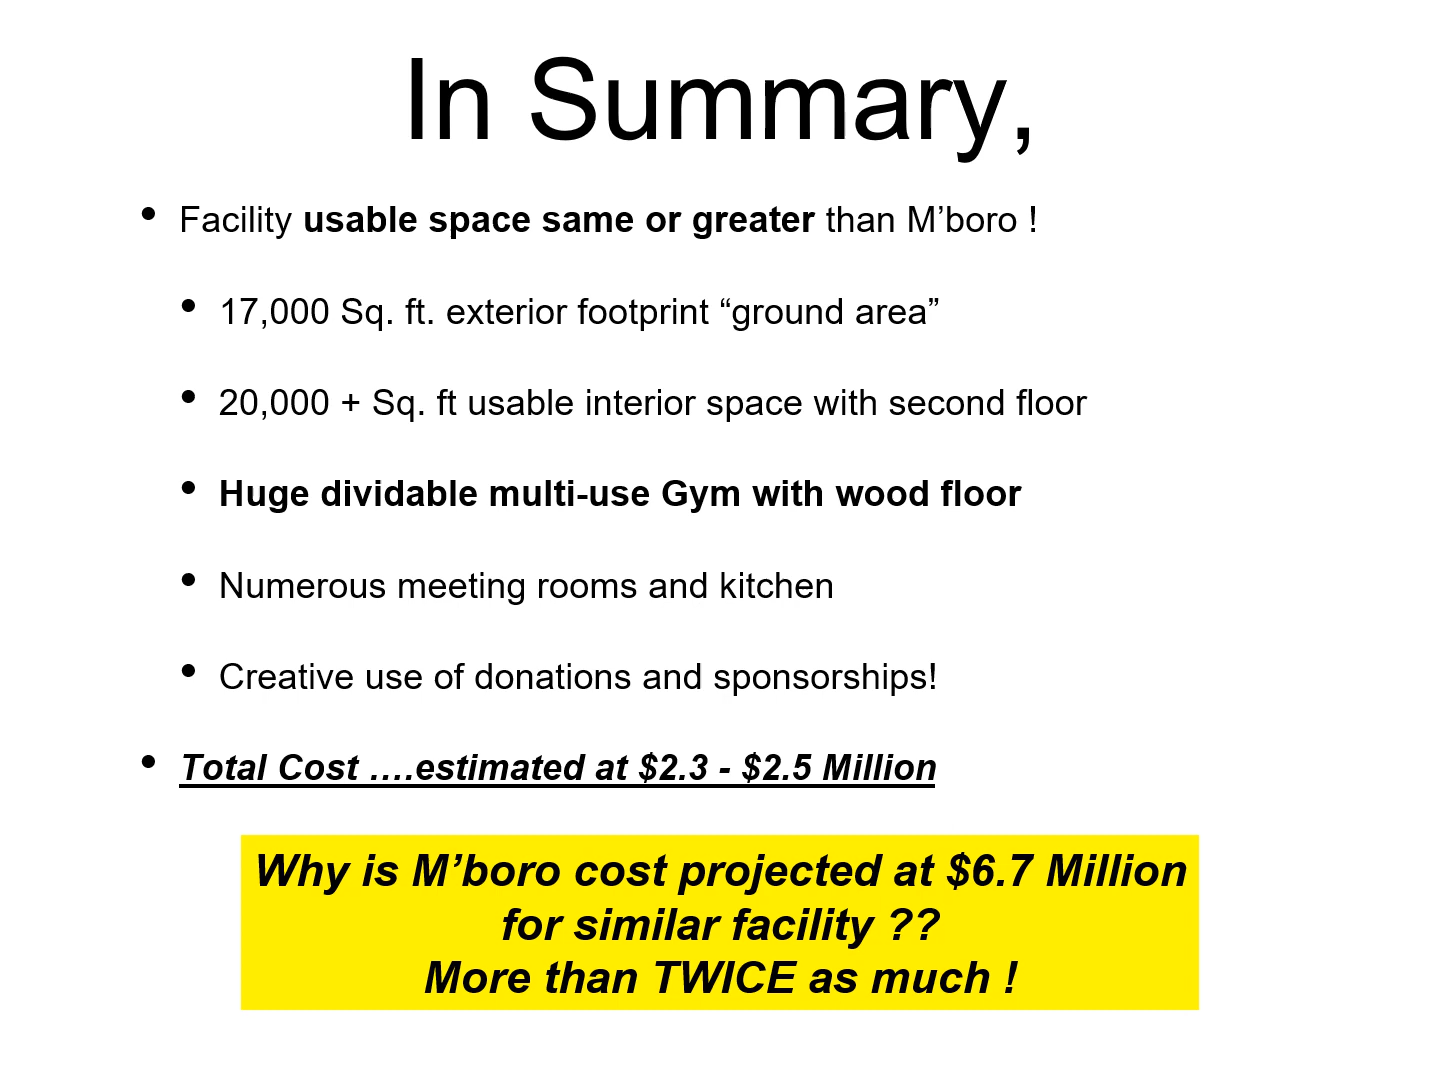 In Summary,
• Facility usable space same or greater than M’boro !
• 17,000 Sq. ft. exterior footprint “ground area”
• 20,000 + Sq. ft usable interior space with second floor
• Huge dividable multi-use Gym with wood floor
• Numerous meeting rooms and kitchen
• Creative use of donations and sponsorships!
• Total Cost ….estimated at $2.3 - $2.5 Million
Why is M’boro cost projected at $6.7 Million
for similar facility ??
More than TWICE as much !